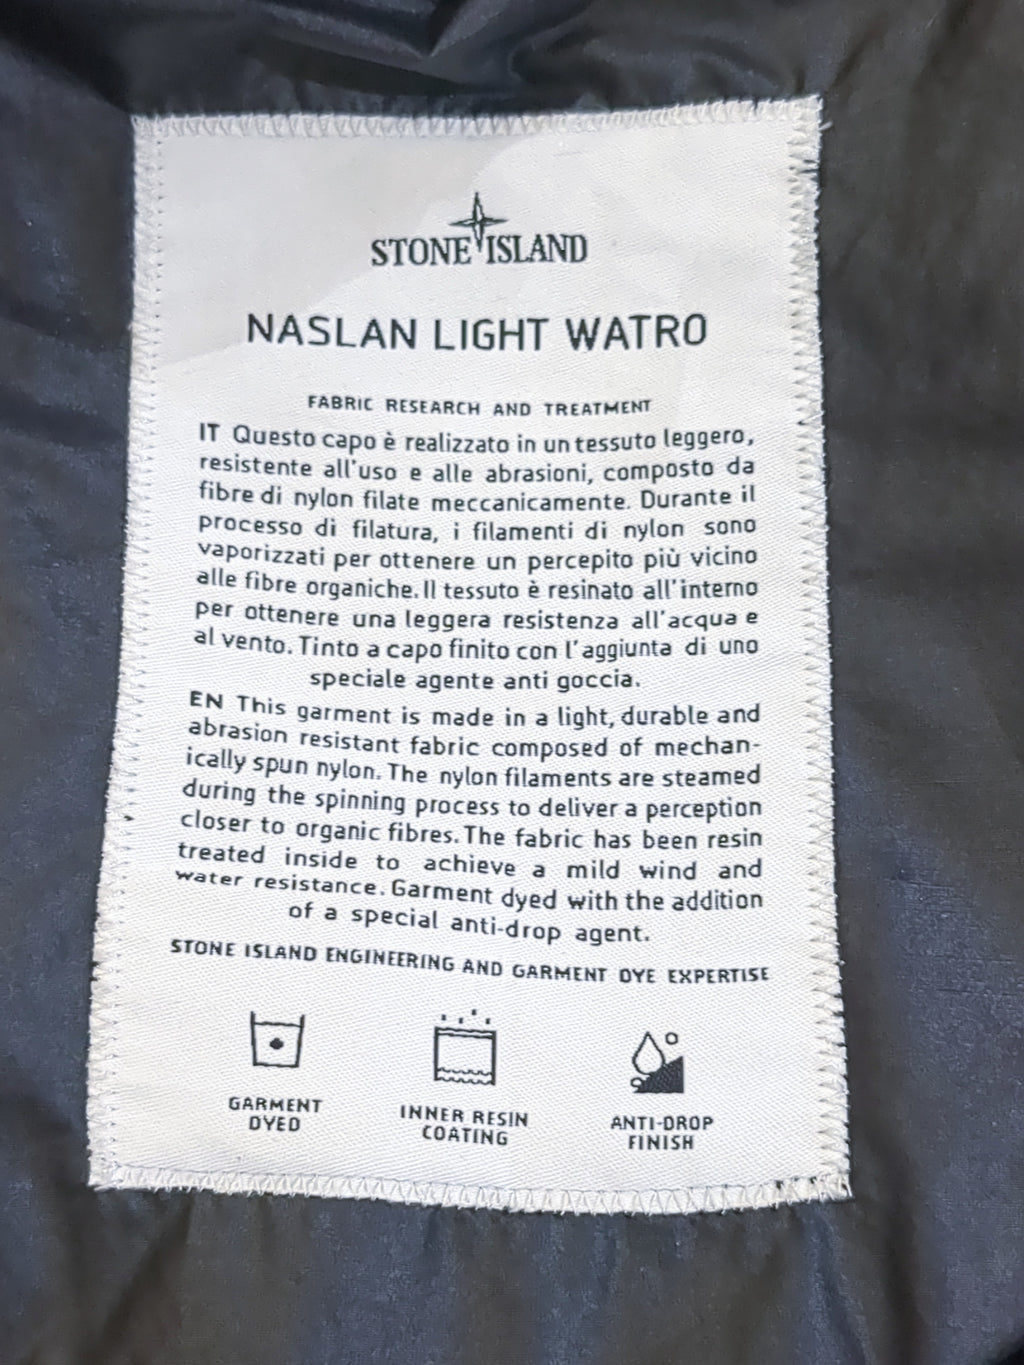 STONE ISLAND
NASLAN LIGHT WATRO
FABRIC RESEARCH AND TREATMENT
IT Questo capo è realizzato in un tessuto leggero,
resistente all'uso e alle abrasioni, composto da
fibre di nylon filate meccanicamente. Durante il
processo di filatura, i filamenti di nylon sono
vaporizzati per ottenere un percepito più vicino
alle fibre organiche. Il tessuto è resinato all'interno
per ottenere una leggera resistenza all'acqua e
al vento. Tinto a capo finito con l'aggiunta di uno
speciale agente anti goccia.
EN This garment is made in a light, durable and
abrasion resistant fabric composed of mechan-
ically spun nylon. The nylon filaments are steamed
during the spinning process to deliver a perception
closer to organic fibres. The fabric has been resin
treated inside to achieve a mild wind and
water resistance. Garment dyed with the addition
of a special anti-drop agent.
STONE ISLAND ENGINEERING AND GARMENT DYE EXPERTISE
GARMENT
DYED
INNER RESIN
COATING
ANTI-DROP
FINISH